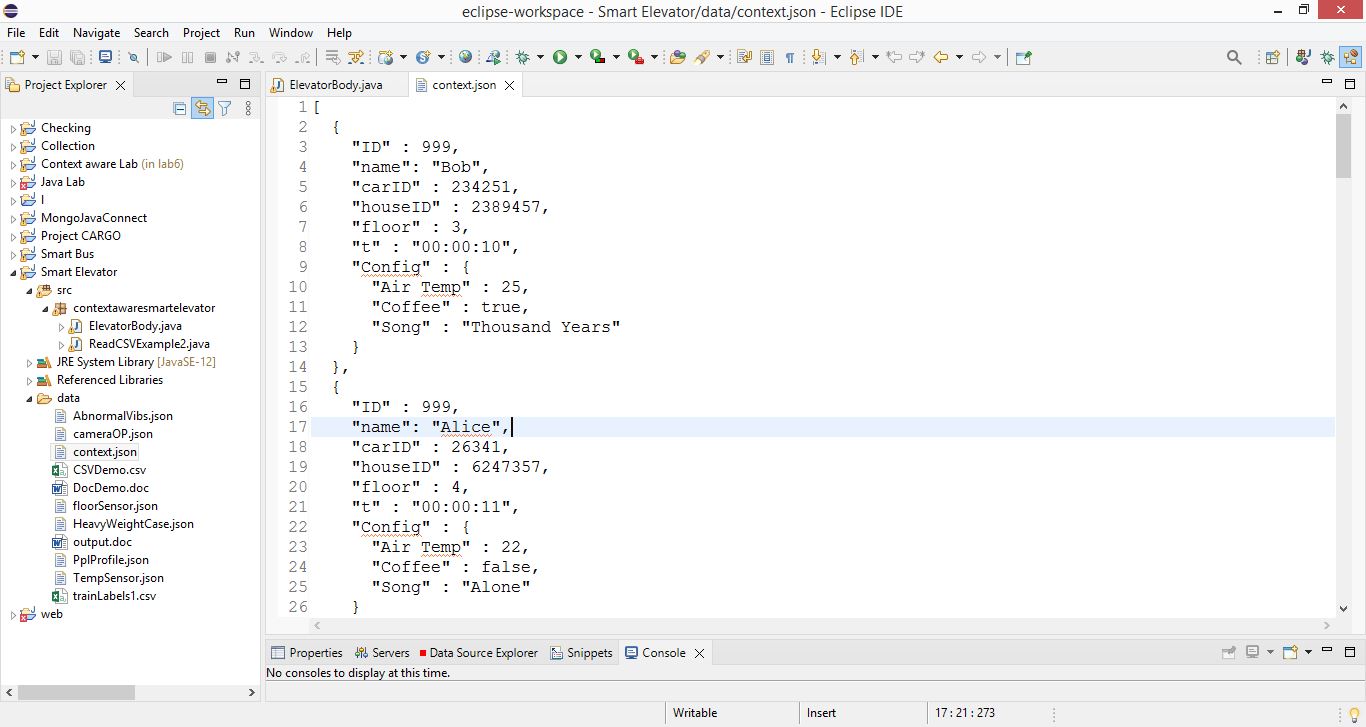 eclipse-workspace - Smart Elevator/data/context.json - Eclipse IDE
File Edit Navigate Search Project Run Window Help
Project Explorer
ElevatorBody.java
context.json
Checking
Collection
Context aware Lab (in lab6)
Java Lab
I
MongoJavaConnect
Project CARGO
Smart Bus
Smart Elevator
src
contextawaresmartelevator
ElevatorBody.java
ReadCSVExample2.java
JRE System Library [JavaSE-12]
Referenced Libraries
data
AbnormalVibs.json
cameraOP.json
context.json
CSVDemo.csv
DocDemo.doc
floorSensor.json
HeavyWeightCase.json
output.doc
PplProfile.json
TempSensor.json
trainLabels1.csv
web
1 [
2 {
3 "ID" : 999,
4 "name": "Bob",
5 "carID" : 234251,
6 "houseID" : 2389457,
7 "floor" : 3,
8 "t" : "00:00:10",
9 "Config" : {
10 "Air Temp" : 25,
11 "Coffee" : true,
12 "Song" : "Thousand Years"
13 }
14 },
15 {
16 "ID" : 999,
17 "name": "Alice",
18 "carID" : 26341,
19 "houseID" : 6247357,
20 "floor" : 4,
21 "t" : "00:00:11",
22 "Config" : {
23 "Air Temp" : 22,
24 "Coffee" : false,
25 "Song" : "Alone"
26 }
Properties Servers Data Source Explorer Snippets Console
No consoles to display at this time.
Writable Insert 17 : 21 : 273